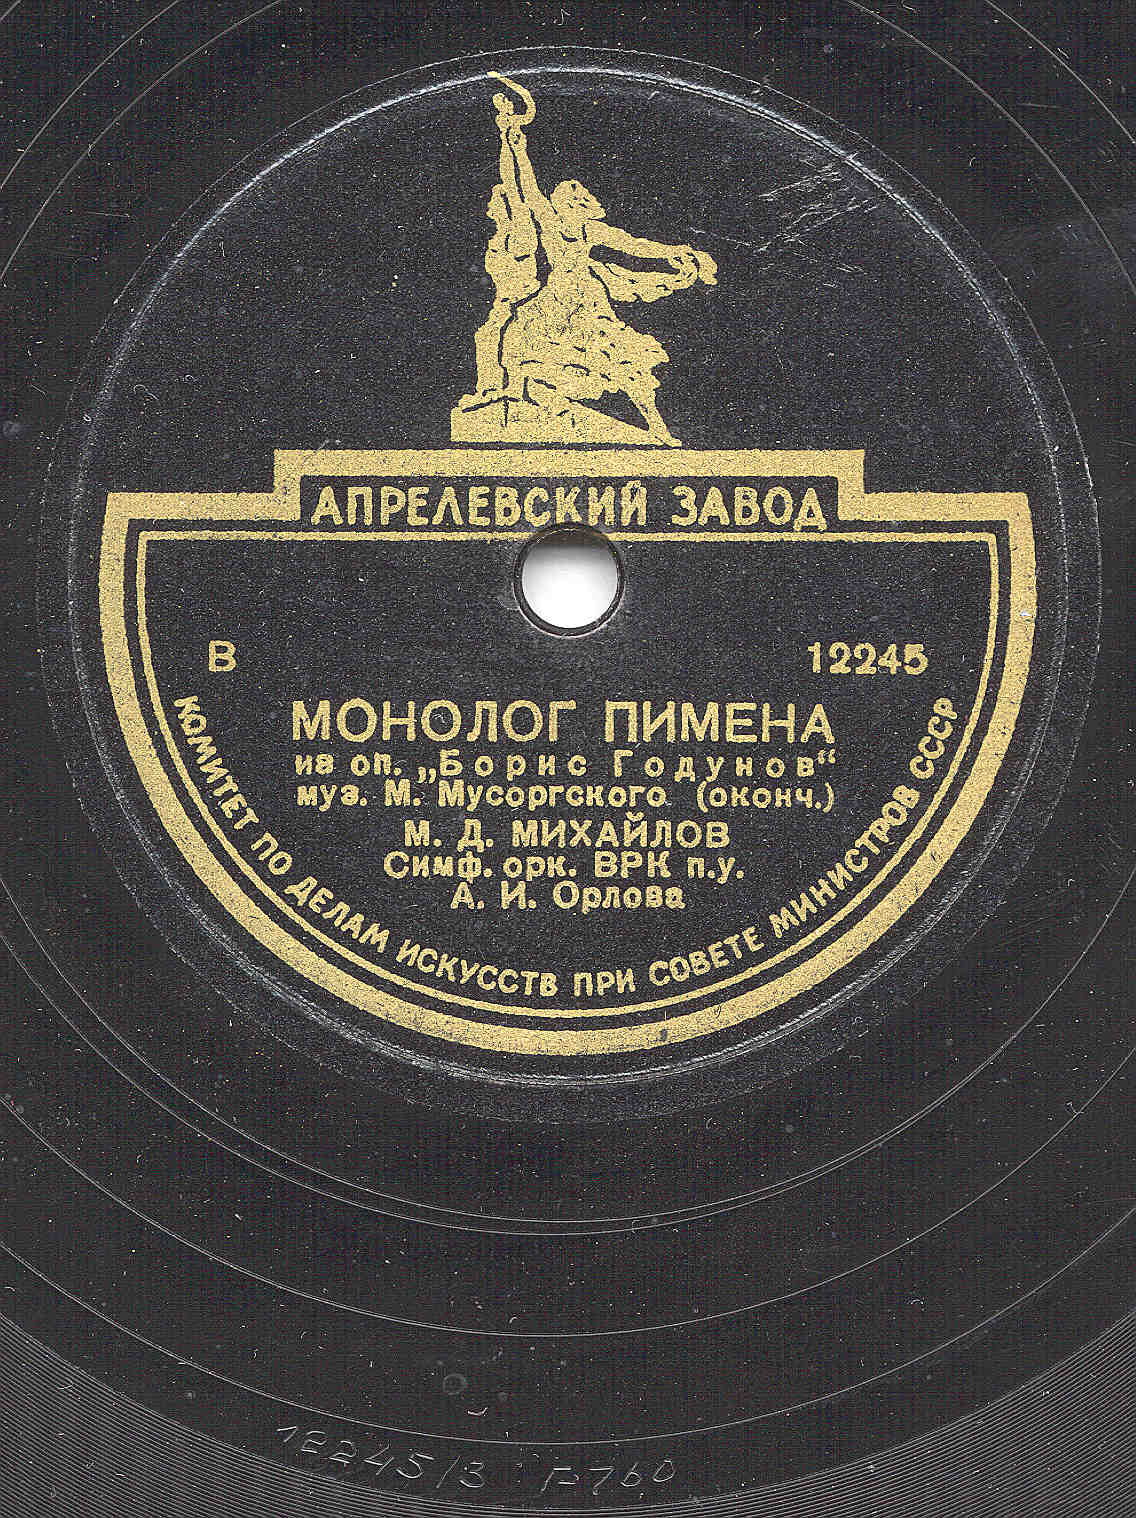 АПРЕЛЕВСКИЙ ЗАВОД
В 12245
МОНОЛОГ ПИМЕНА
из оп. „Борис Годунов“
муз. М. Мусоргского (оконч.)
М. Д. МИХАЙЛОВ
Симф. орк. ВРК п.у.
А. И. Орлова
КОМИТЕТ ПО ДЕЛАМ ИСКУССТВ ПРИ СОВЕТЕ МИНИСТРОВ СССР
12245/3 Г-760